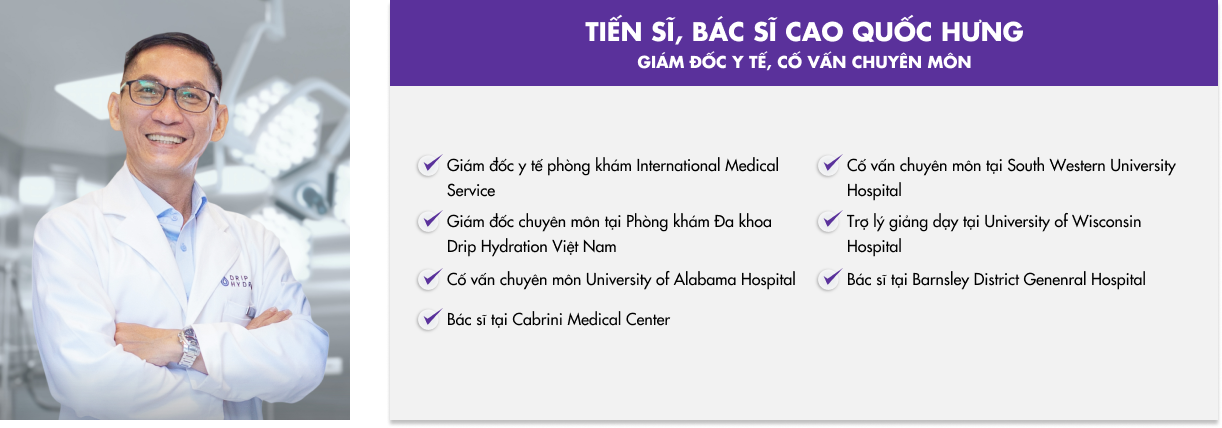 TIẾN SĨ, BÁC SĨ CAO QUỐC HƯNG
GIÁM ĐỐC Y TẾ, CỐ VẤN CHUYÊN MÔN
Giám đốc y tế phòng khám International Medical
Service
Giám đốc chuyên môn tại Phòng khám Đa khoa
Drip Hydration Việt Nam
Cố vấn chuyên môn University of Alabama Hospital
Bác sĩ tại Cabrini Medical Center
Cố vấn chuyên môn tại South Western University
Hospital
Trợ lý giảng dạy tại University of Wisconsin
Hospital
Bác sĩ tại Barnsley District Genenral Hospital
DRIP
HYDR